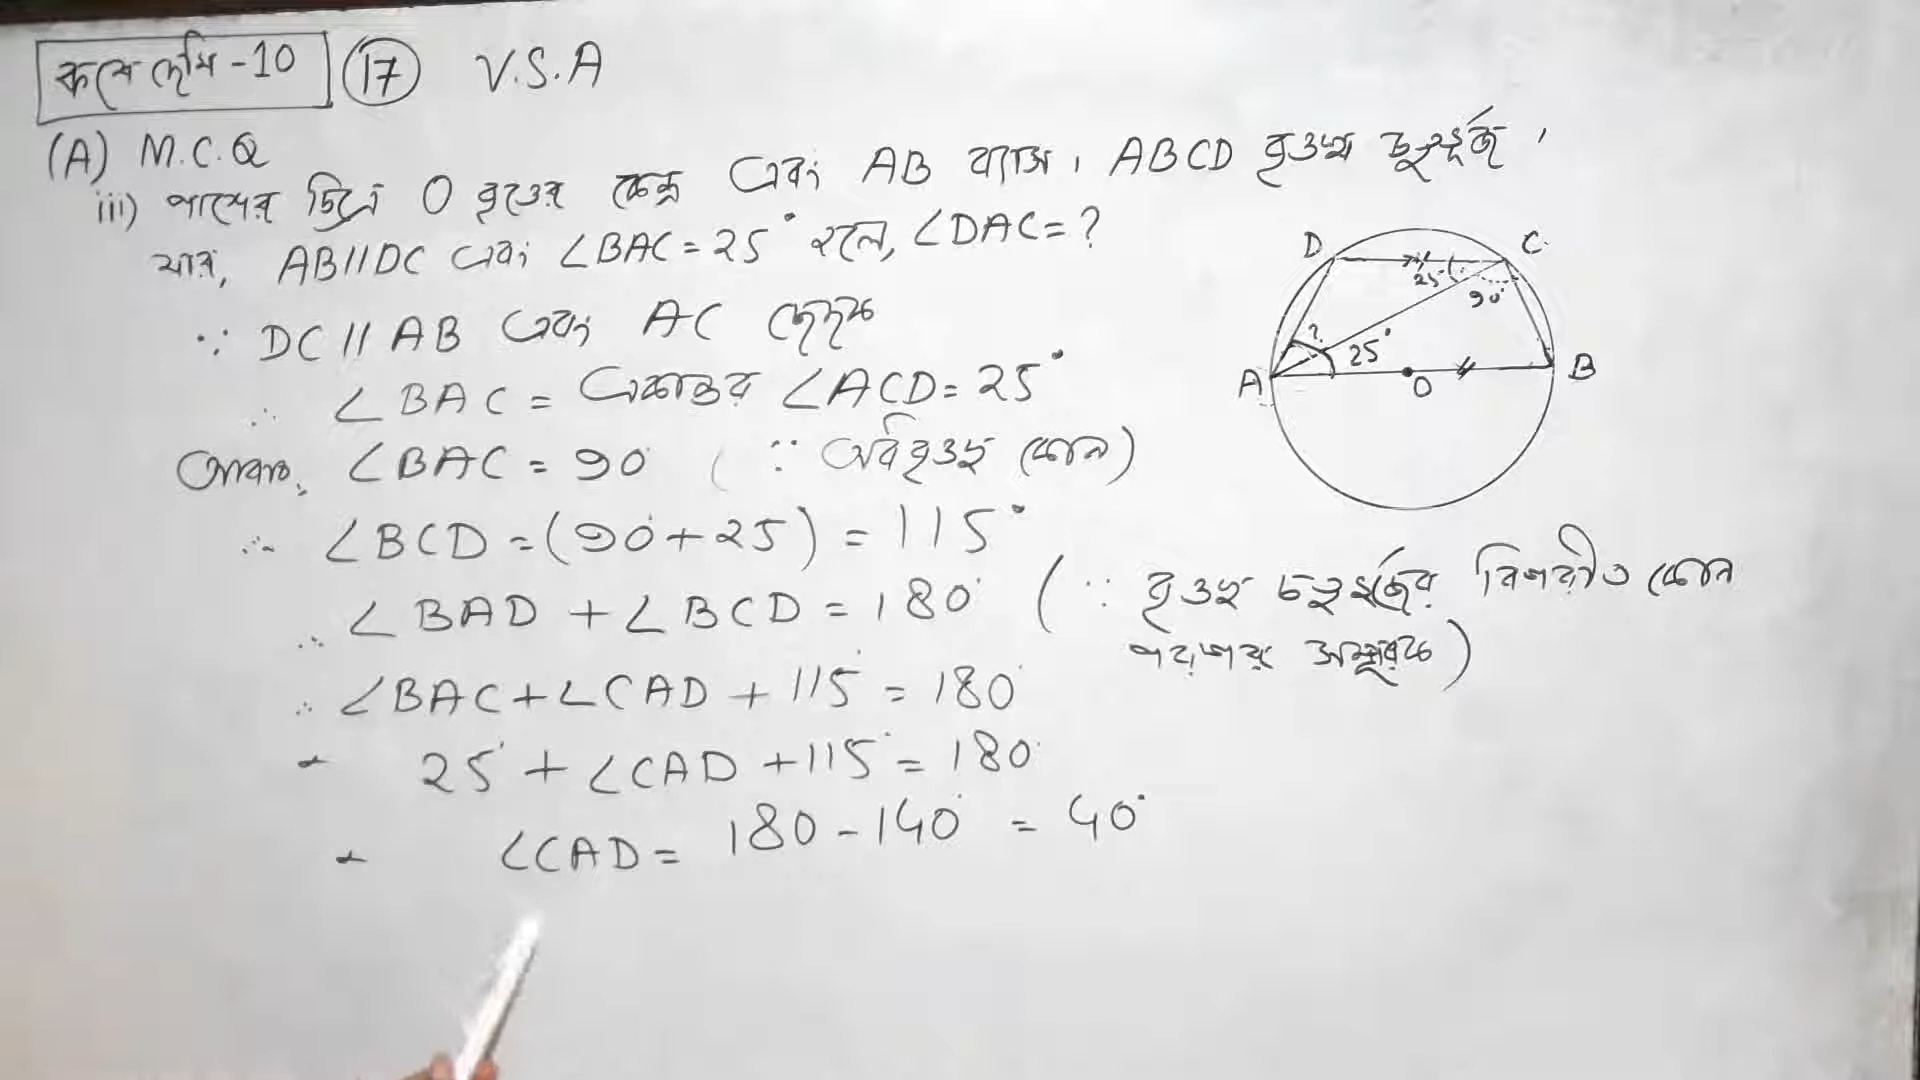 কষে দেখি -10 (17) V.S.A
(A) M.C.Q
iii) পাশের চিত্রে O বৃত্তের কেন্দ্র এবং AB ব্যাস। ABCD বৃত্তস্থ চতুর্ভুজ।
যার, AB//DC এবং ∠BAC=25° হলে, ∠DAC=?
∵ DC // AB এবং AC ছেদক
∴ ∠BAC = একান্তর ∠ACD= 25°
আবার, ∠BAC = 90 (∵ অর্ধবৃত্তস্থ কোন)
∴ ∠BCD = (90+25) = 115°
∴ ∠BAD + ∠BCD = 180° (∵ বৃত্তস্থ চতুর্ভুজের বিপরীত কোন
পরস্পর সম্পূরক)
∴ ∠BAC+∠CAD + 115° = 180°
25° + ∠CAD +115° = 180°
∠CAD = 180 - 140° = 40°
D C
25°
90°
? 25°
A O B